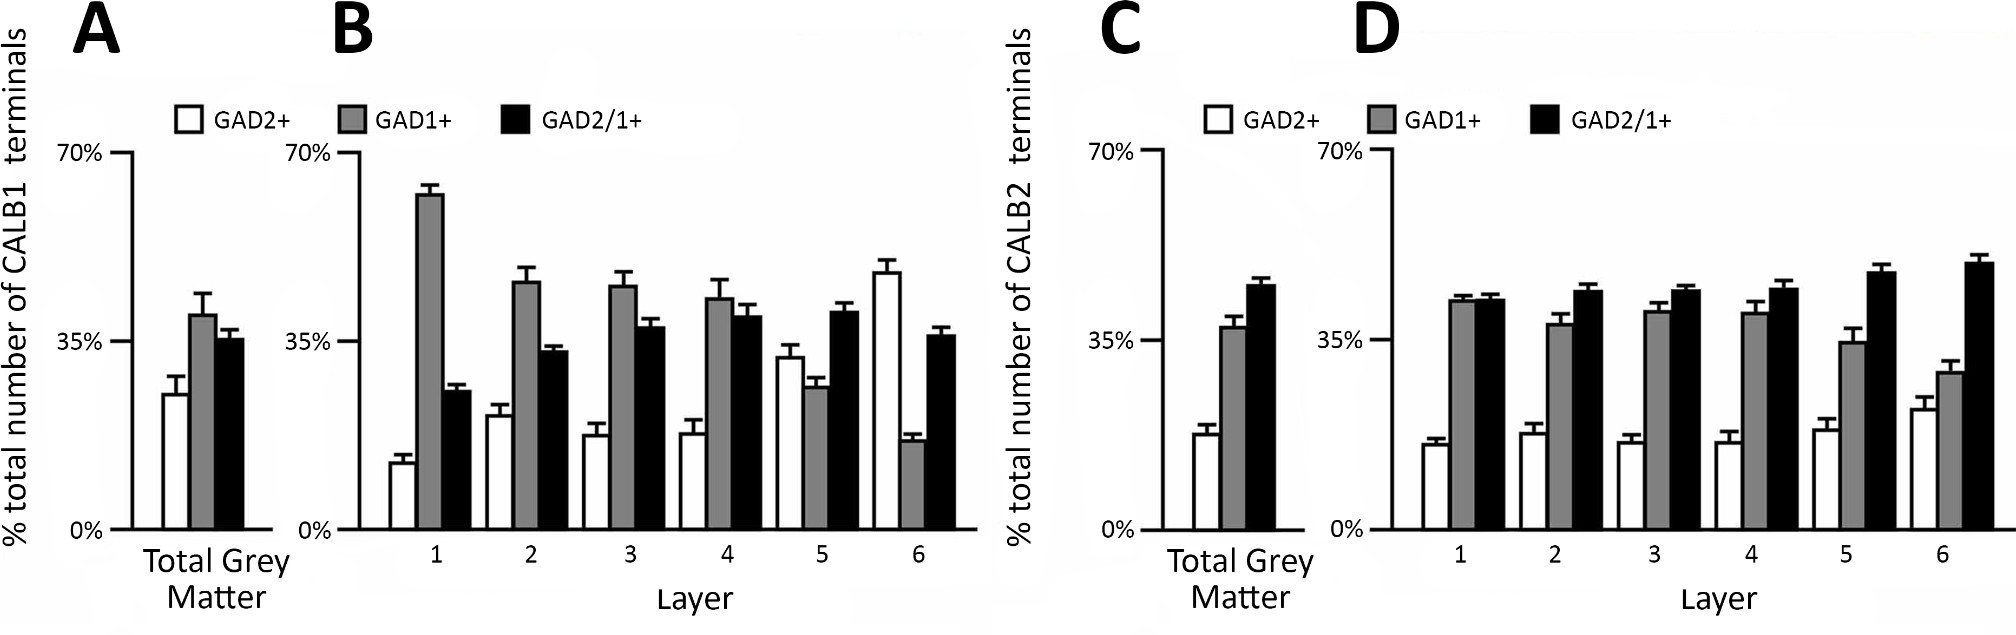 A
B
C
D
% total number of CALB1 terminals
GAD2+ GAD1+ GAD2/1+
70%
35%
0%
Total Grey
Matter
70%
35%
0%
1 2 3 4 5 6
Layer
% total number of CALB2 terminals
GAD2+ GAD1+ GAD2/1+
70%
35%
0%
Total Grey
Matter
70%
35%
0%
1 2 3 4 5 6
Layer